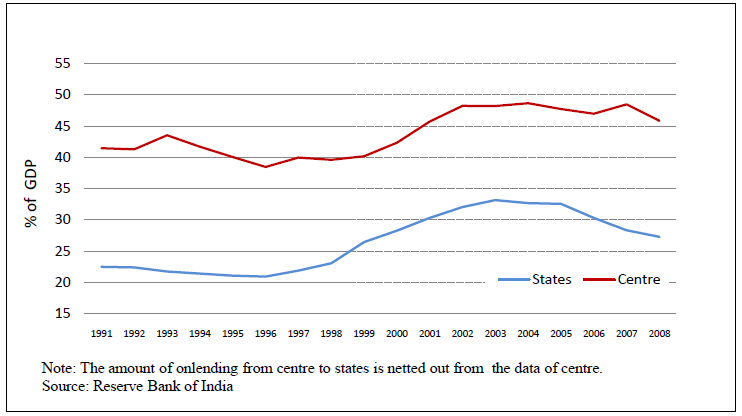 55
50
45
40
35
30
25
20
15
% of GDP
States
Centre
1991 1992 1993 1994 1995 1996 1997 1998 1999 2000 2001 2002 2003 2004 2005 2006 2007 2008
Note: The amount of onlending from centre to states is netted out from the data of centre.
Source: Reserve Bank of India